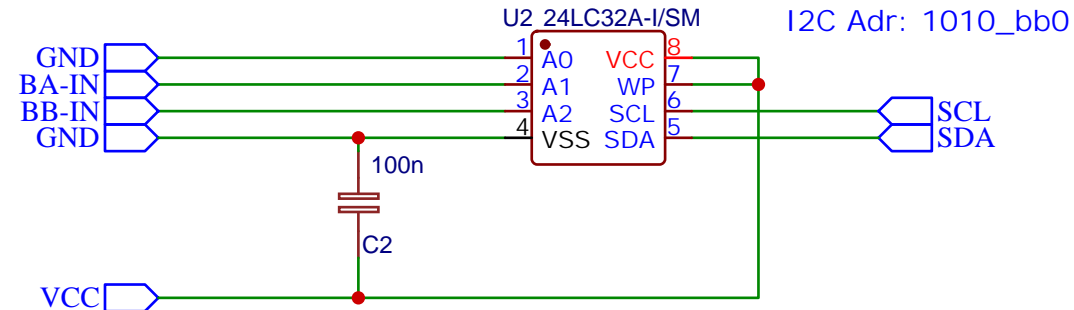 U2 24LC32A-I/SM
I2C Adr: 1010_bb0
GND
BA-IN
BB-IN
GND
1
2
3
4
A0
A1
A2
VSS
VCC
WP
SCL
SDA
8
7
6
5
SCL
SDA
100n
C2
VCC